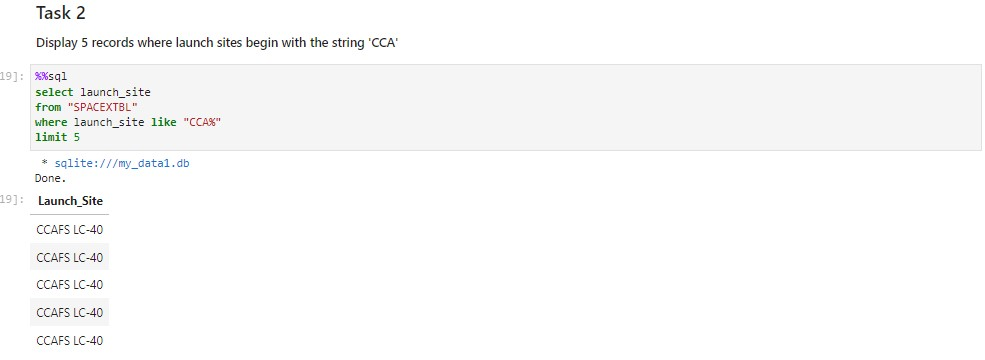 Task 2
Display 5 records where launch sites begin with the string 'CCA'
19]: %%sql
select launch_site
from "SPACEXTBL"
where launch_site like "CCA%"
limit 5
* sqlite:///my_data1.db
Done.
19]: Launch_Site
CCAFS LC-40
CCAFS LC-40
CCAFS LC-40
CCAFS LC-40
CCAFS LC-40